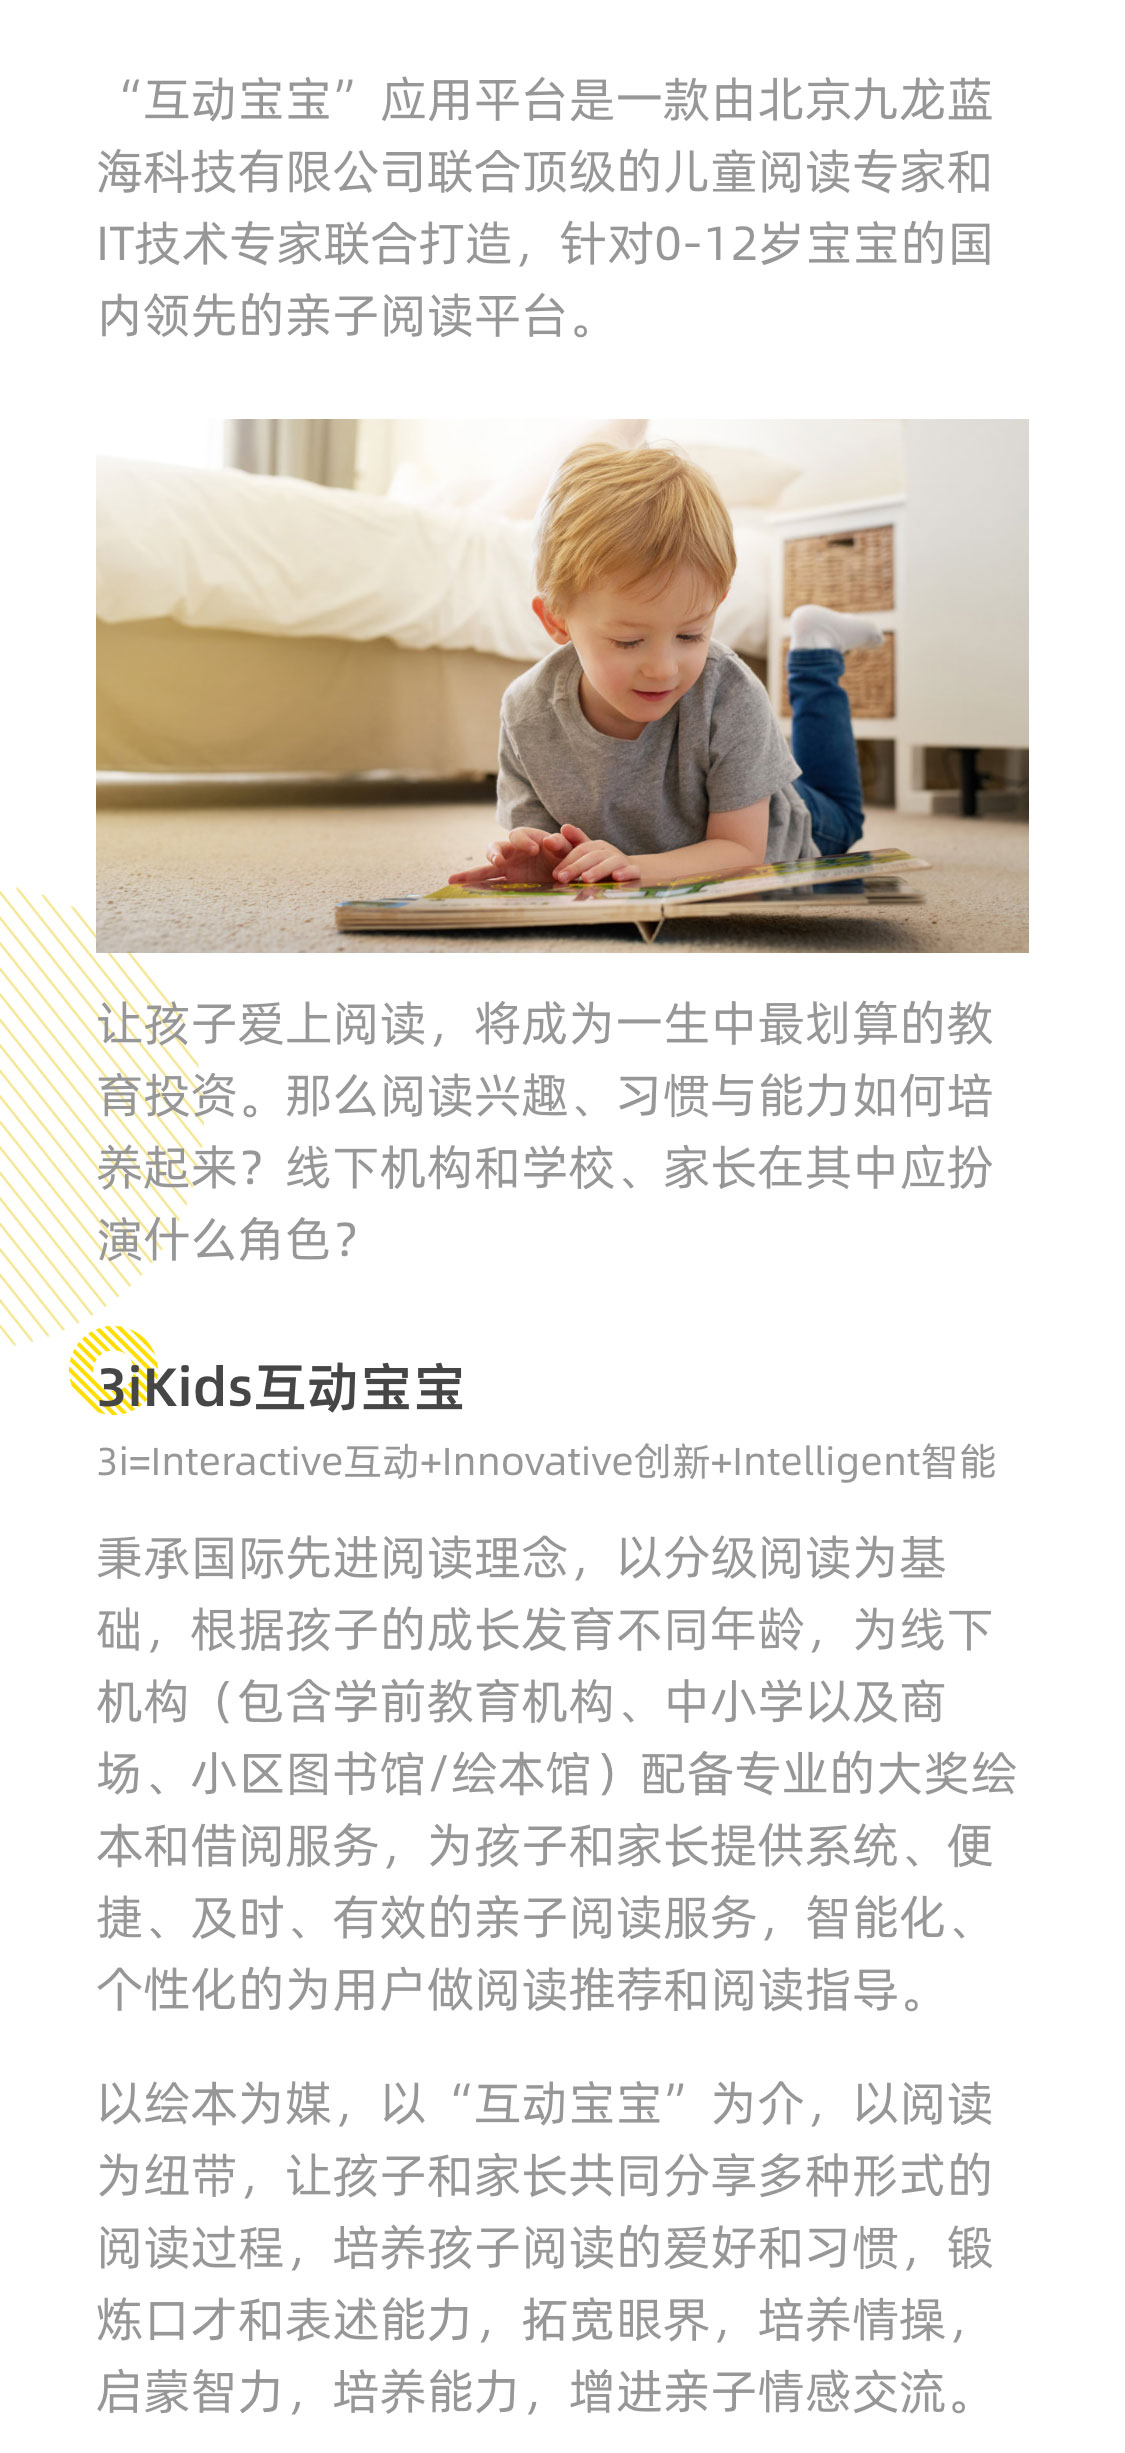 “互动宝宝”应用平台是一款由北京九龙蓝
海科技有限公司联合顶级的儿童阅读专家和
IT技术专家联合打造，针对0-12岁宝宝的国
内领先的亲子阅读平台。
让孩子爱上阅读，将成为一生中最划算的教
育投资。那么阅读兴趣、习惯与能力如何培
养起来？线下机构和学校、家长在其中应扮
演什么角色？
3iKids互动宝宝
3i=Interactive互动+Innovative创新+Intelligent智能
秉承国际先进阅读理念，以分级阅读为基
础，根据孩子的成长发育不同年龄，为线下
机构（包含学前教育机构、中小学以及商
场、小区图书馆/绘本馆）配备专业的大奖绘
本和借阅服务，为孩子和家长提供系统、便
捷、及时、有效的亲子阅读服务，智能化、
个性化的为用户做阅读推荐和阅读指导。
以绘本为媒，以“互动宝宝”为介，以阅读
为纽带，让孩子和家长共同分享多种形式的
阅读过程，培养孩子阅读的爱好和习惯，锻
炼口才和表述能力，拓宽眼界，培养情操，
启蒙智力，培养能力，增进亲子情感交流。